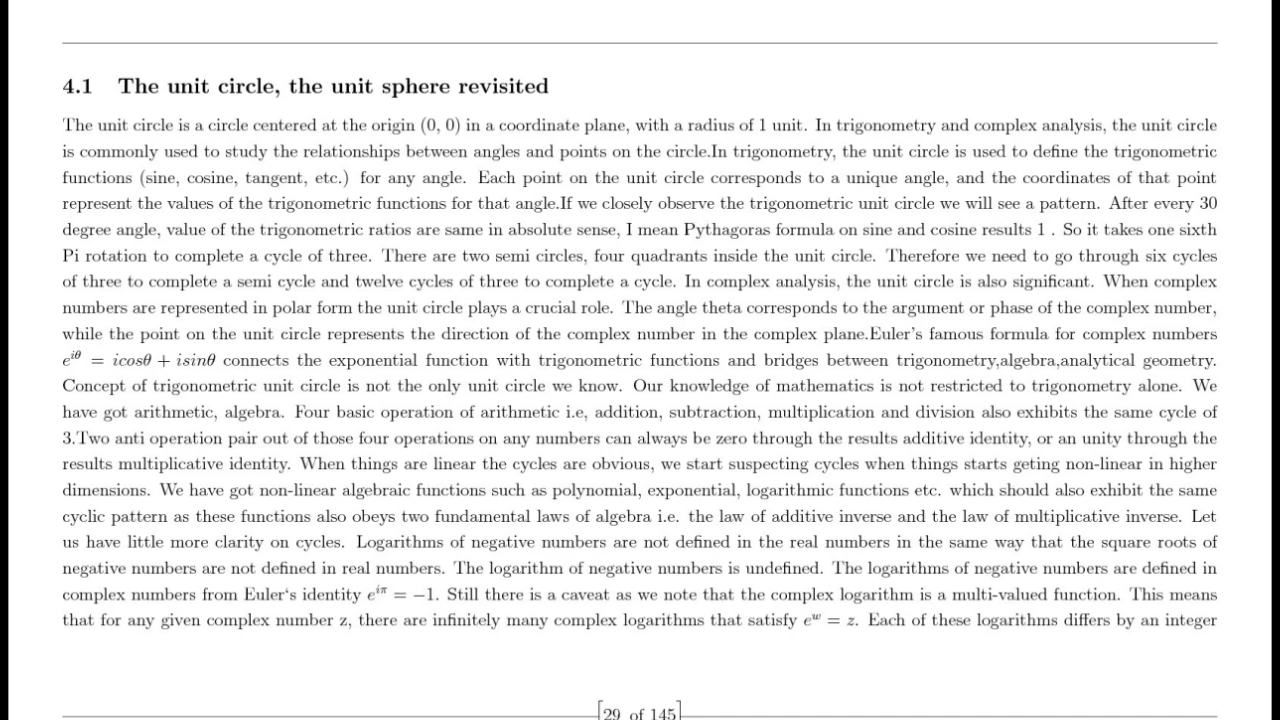 4.1 The unit circle, the unit sphere revisited
The unit circle is a circle centered at the origin (0, 0) in a coordinate plane, with a radius of 1 unit. In trigonometry and complex analysis, the unit circle
is commonly used to study the relationships between angles and points on the circle.In trigonometry, the unit circle is used to define the trigonometric
functions (sine, cosine, tangent, etc.) for any angle. Each point on the unit circle corresponds to a unique angle, and the coordinates of that point
represent the values of the trigonometric functions for that angle.If we closely observe the trigonometric unit circle we will see a pattern. After every 30
degree angle, value of the trigonometric ratios are same in absolute sense, I mean Pythagoras formula on sine and cosine results 1 . So it takes one sixth
Pi rotation to complete a cycle of three. There are two semi circles, four quadrants inside the unit circle. Therefore we need to go through six cycles
of three to complete a semi cycle and twelve cycles of three to complete a cycle. In complex analysis, the unit circle is also significant. When complex
numbers are represented in polar form the unit circle plays a crucial role. The angle theta corresponds to the argument or phase of the complex number,
while the point on the unit circle represents the direction of the complex number in the complex plane.Euler's famous formula for complex numbers
e^{iθ} = icosθ + isinθ connects the exponential function with trigonometric functions and bridges between trigonometry,algebra,analytical geometry.
Concept of trigonometric unit circle is not the only unit circle we know. Our knowledge of mathematics is not restricted to trigonometry alone. We
have got arithmetic, algebra. Four basic operation of arithmetic i.e, addition, subtraction, multiplication and division also exhibits the same cycle of
3.Two anti operation pair out of those four operations on any numbers can always be zero through the results additive identity, or an unity through the
results multiplicative identity. When things are linear the cycles are obvious, we start suspecting cycles when things starts geting non-linear in higher
dimensions. We have got non-linear algebraic functions such as polynomial, exponential, logarithmic functions etc. which should also exhibit the same
cyclic pattern as these functions also obeys two fundamental laws of algebra i.e. the law of additive inverse and the law of multiplicative inverse. Let
us have little more clarity on cycles. Logarithms of negative numbers are not defined in the real numbers in the same way that the square roots of
negative numbers are not defined in real numbers. The logarithm of negative numbers is undefined. The logarithms of negative numbers are defined in
complex numbers from Euler‘s identity e^{iπ} = −1. Still there is a caveat as we note that the complex logarithm is a multi-valued function. This means
that for any given complex number z, there are infinitely many complex logarithms that satisfy e^w = z. Each of these logarithms differs by an integer
[29 of 145]